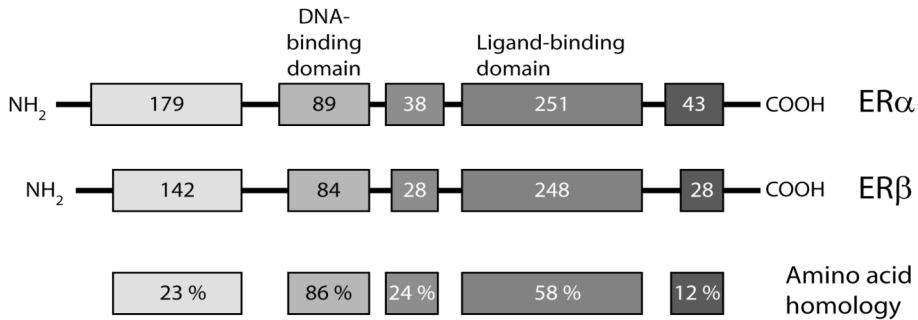 DNA-
binding
domain
Ligand-binding
domain
NH2 179 89 38 251 43 COOH ERα
NH2 142 84 28 248 28 COOH ERβ
23 % 86 % 24 % 58 % 12 % Amino acid
homology